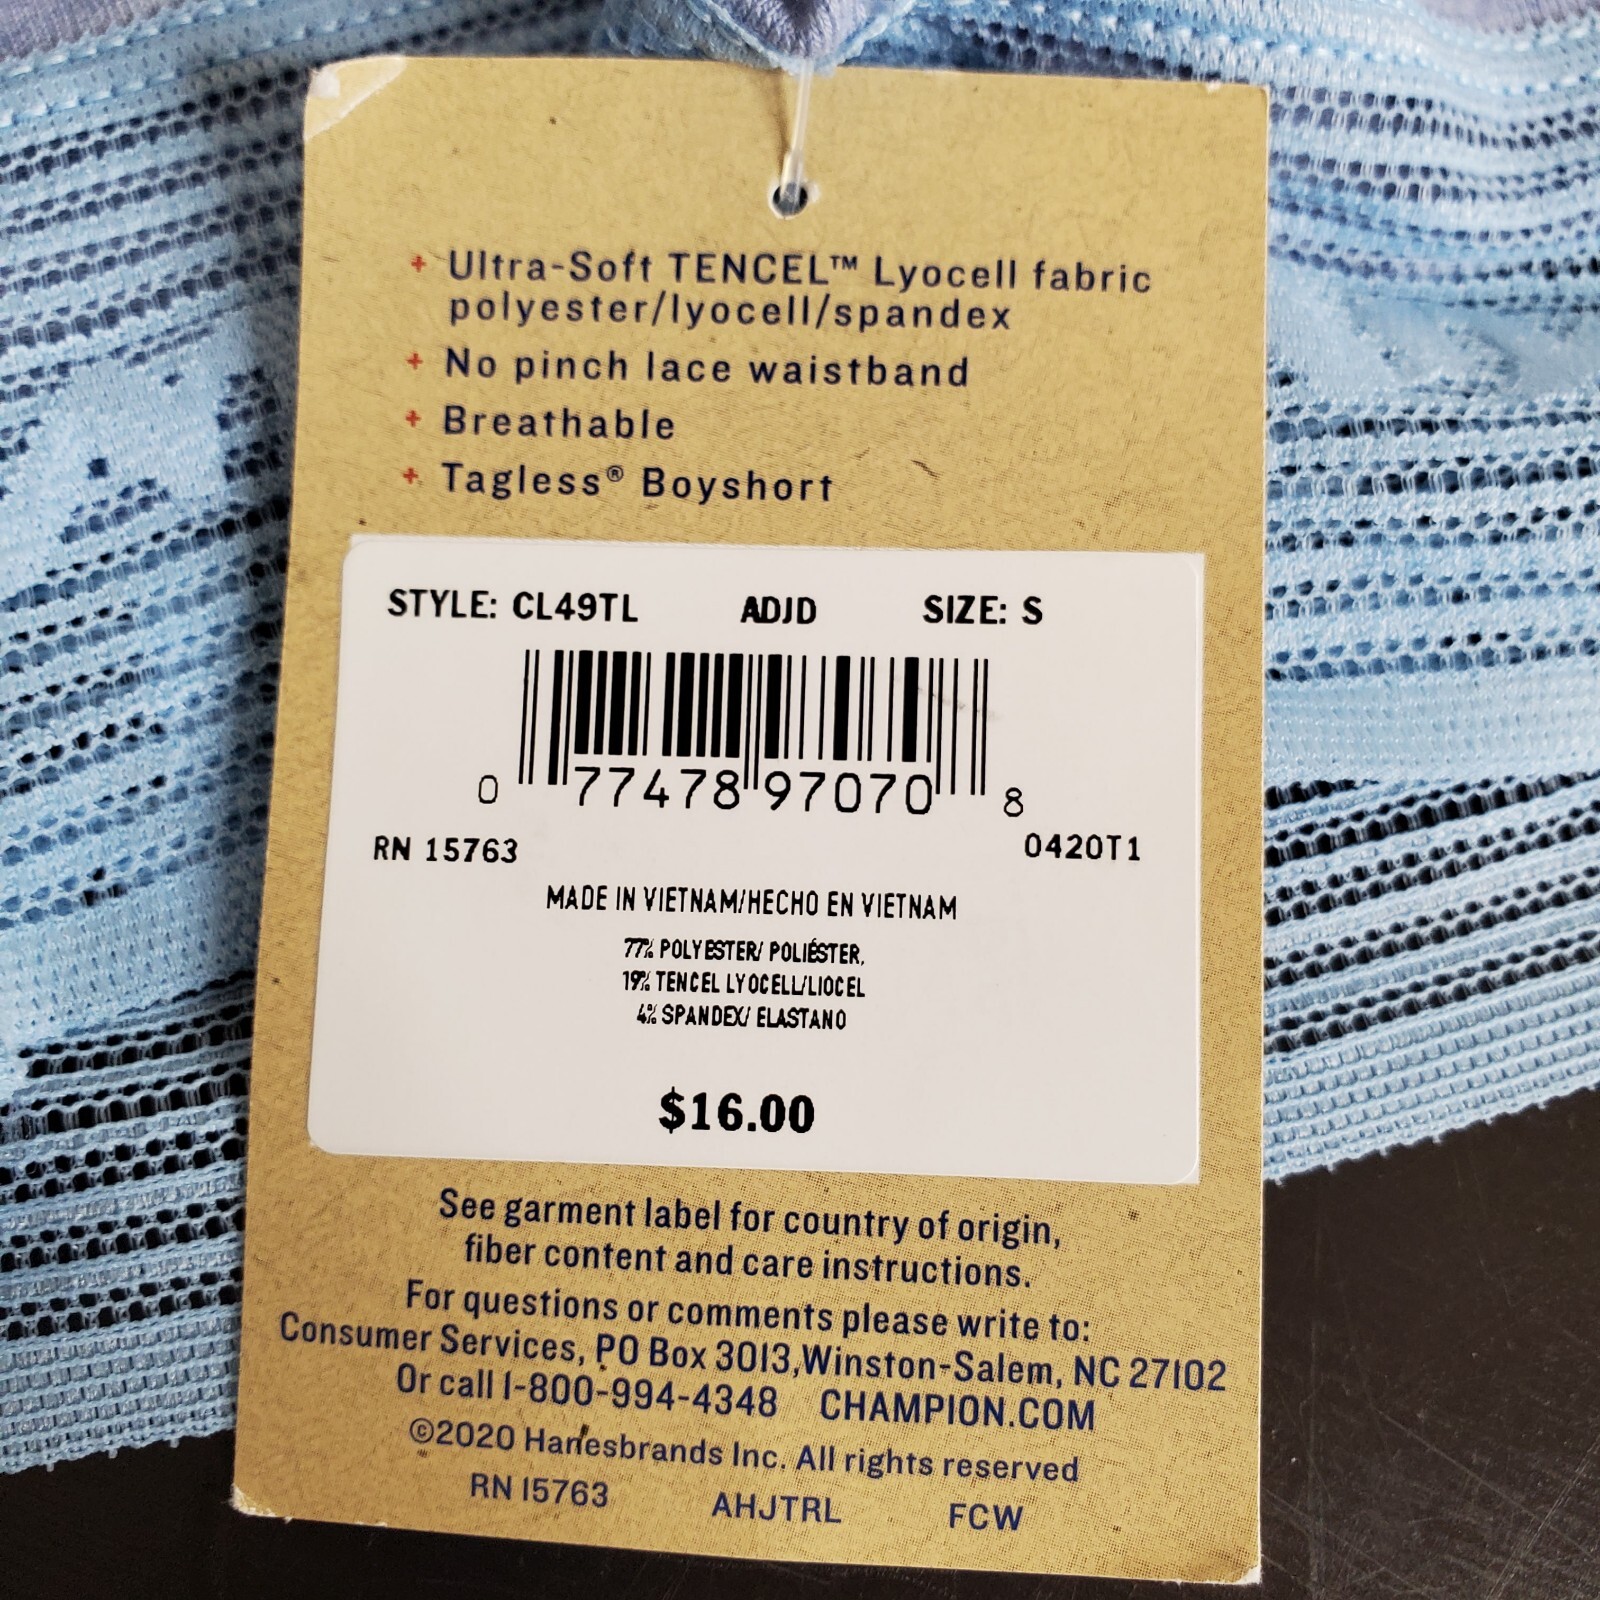 + Ultra-Soft TENCEL™ Lyocell fabric
polyester/lyocell/spandex
+ No pinch lace waistband
+ Breathable
+ Tagless® Boyshort
STYLE: CL49TL ADJD SIZE: S
0 77478 97070 8
RN 15763 0420T1
MADE IN VIETNAM/HECHO EN VIETNAM
77% POLYESTER/ POLIÉSTER,
19% TENCEL LYOCELL/LIOCEL
4% SPANDEX/ ELASTANO
$16.00
See garment label for country of origin,
fiber content and care instructions.
For questions or comments please write to:
Consumer Services, PO Box 3013,Winston-Salem, NC 27102
Or call 1-800-994-4348 CHAMPION.COM
©2020 Hanesbrands Inc. All rights reserved
RN 15763 AHJTRL FCW